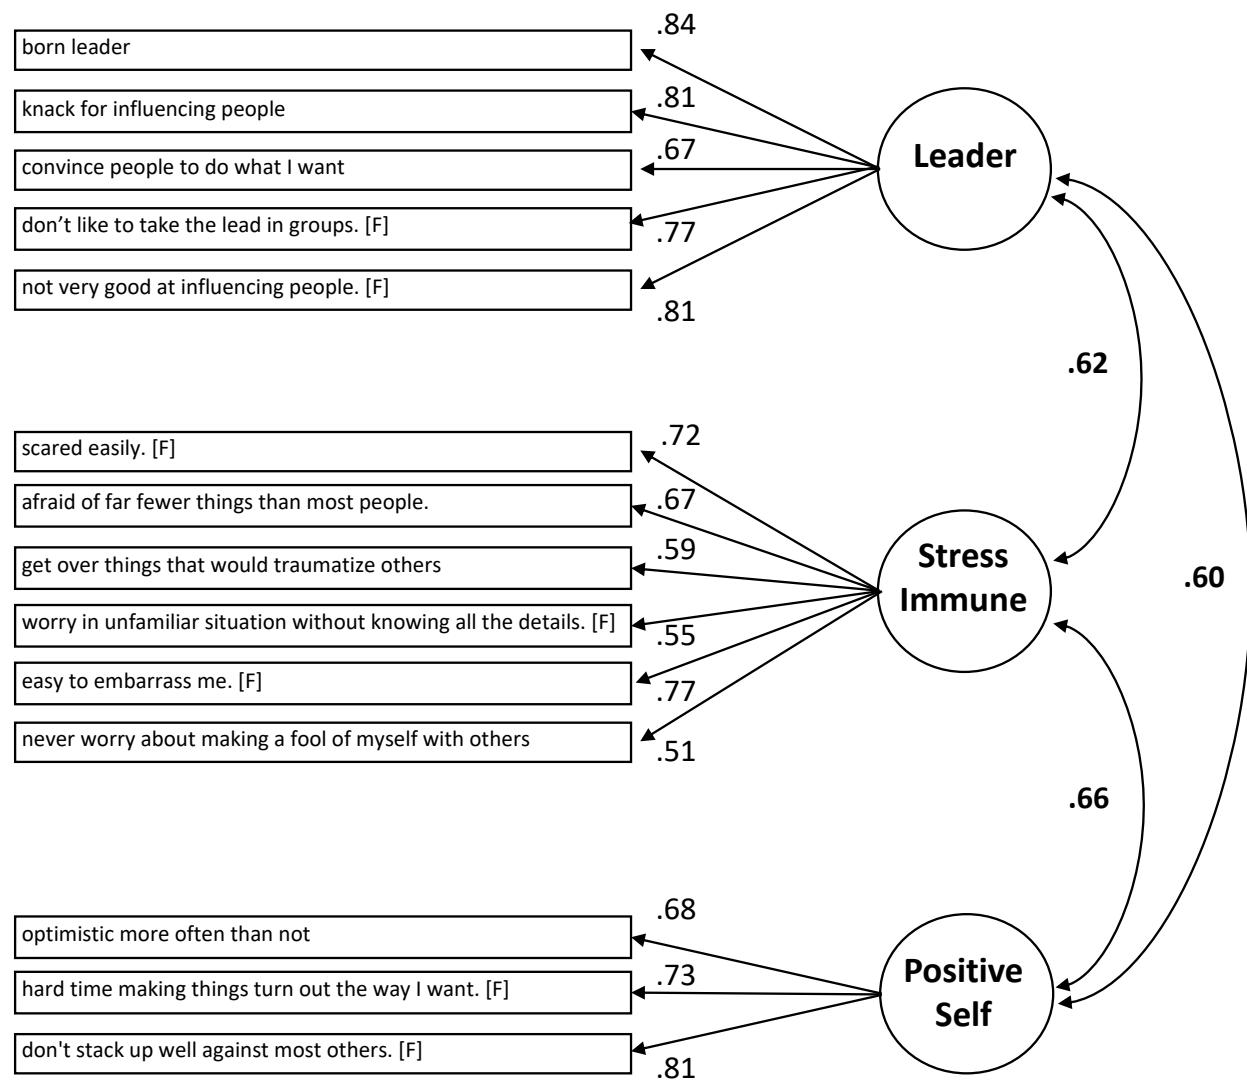 .84
born leader
.81
knack for influencing people
.67
convince people to do what I want
Leader
don’t like to take the lead in groups. [F]
.77
not very good at influencing people. [F]
.81
.62
.72
scared easily. [F]
.67
afraid of far fewer things than most people.
.59
get over things that would traumatize others
Stress
Immune
.60
worry in unfamiliar situation without knowing all the details. [F]
.55
easy to embarrass me. [F]
.77
never worry about making a fool of myself with others
.51
.66
.68
optimistic more often than not
.73
hard time making things turn out the way I want. [F]
Positive
Self
don't stack up well against most others. [F]
.81